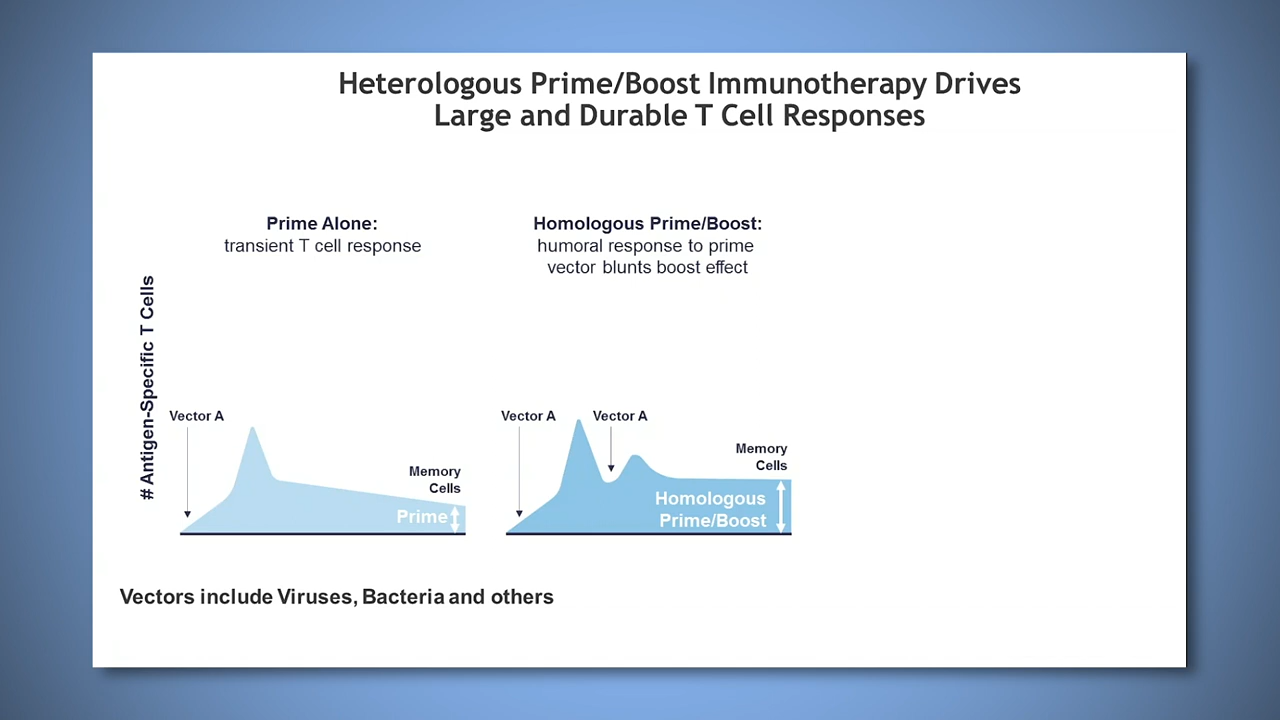 Heterologous Prime/Boost Immunotherapy Drives
Large and Durable T Cell Responses
Prime Alone:
transient T cell response
Homologous Prime/Boost:
humoral response to prime
vector blunts boost effect
# Antigen-Specific T Cells
Vector A
Memory
Cells
Prime
Vector A
Vector A
Memory
Cells
Homologous
Prime/Boost
Vectors include Viruses, Bacteria and others